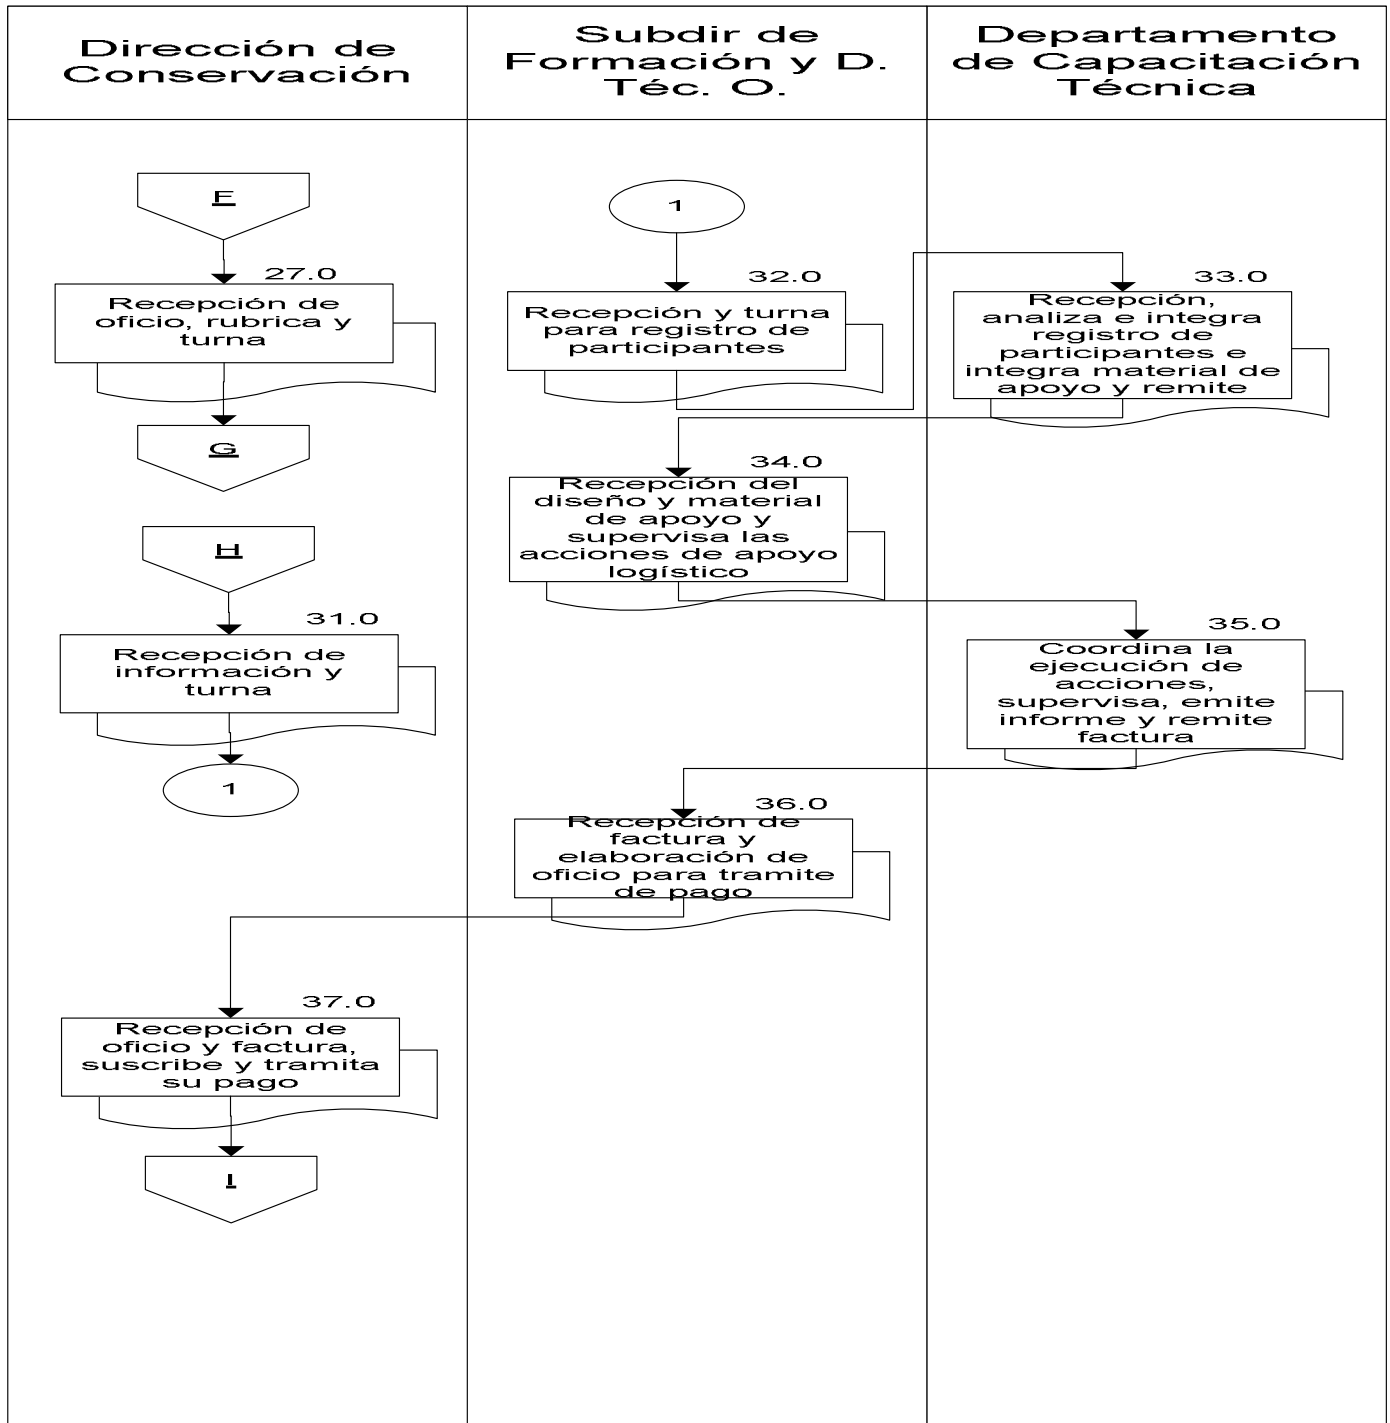 Dirección de
Conservación
Subdir de
Formación y D.
Téc. O.
Departamento
de Capacitación
Técnica
F
27.0
Recepción de
oficio, rubrica y
turna
G
H
31.0
Recepción de
información y
turna
1
1
32.0
Recepción y turna
para registro de
participantes
33.0
Recepción,
analiza e integra
registro de
participantes e
integra material de
apoyo y remite
34.0
Recepción del
diseño y material
de apoyo y
supervisa las
acciones de apoyo
logístico
35.0
Coordina la
ejecución de
acciones,
supervisa, emite
informe y remite
factura
36.0
Recepción de
factura y
elaboración de
oficio para tramite
de pago
37.0
Recepción de
oficio y factura,
suscribe y tramita
su pago
I